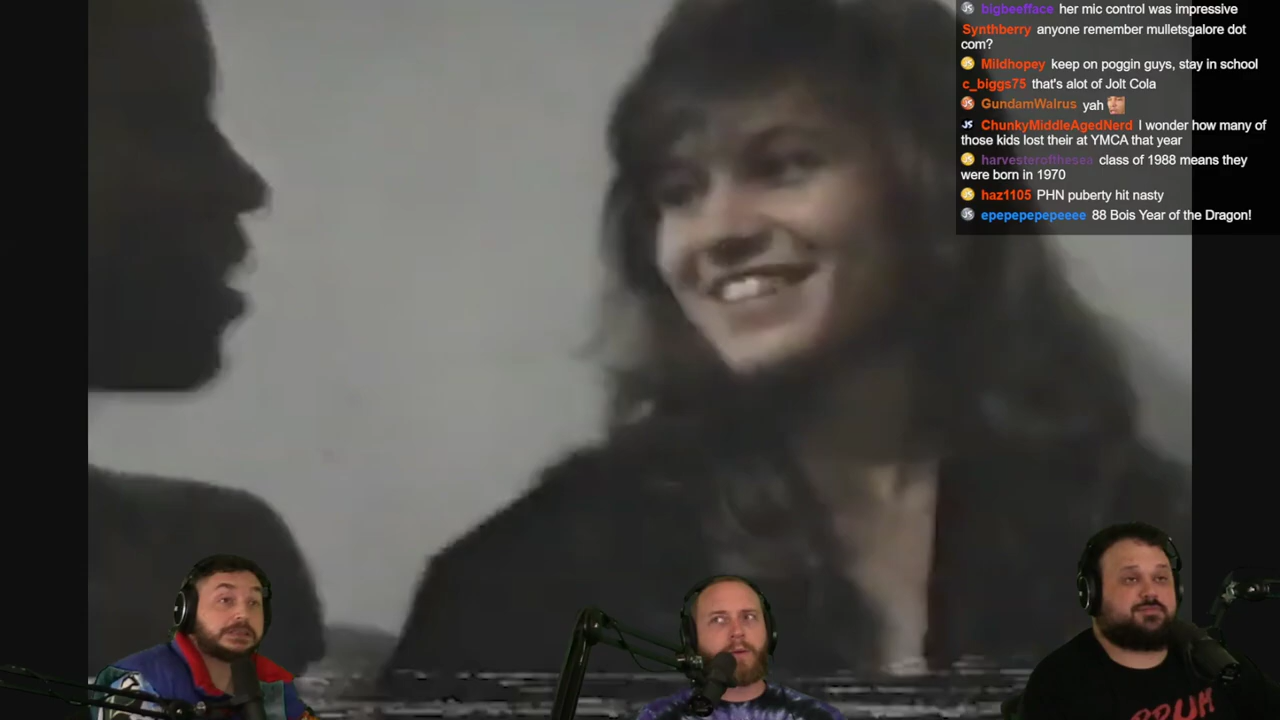 bigbeefface her mic control was impressive
Synthberry anyone remember mulletsgalore dot
com?
Mildhopey keep on poggin guys, stay in school
c_biggs75 that's alot of Jolt Cola
GundamWalrus yah
ChunkyMiddleAgedNerd I wonder how many of
those kids lost their at YMCA that year
harvesterofthesea class of 1988 means they
were born in 1970
haz1105 PHN puberty hit nasty
epepepepepeeee 88 Bois Year of the Dragon!